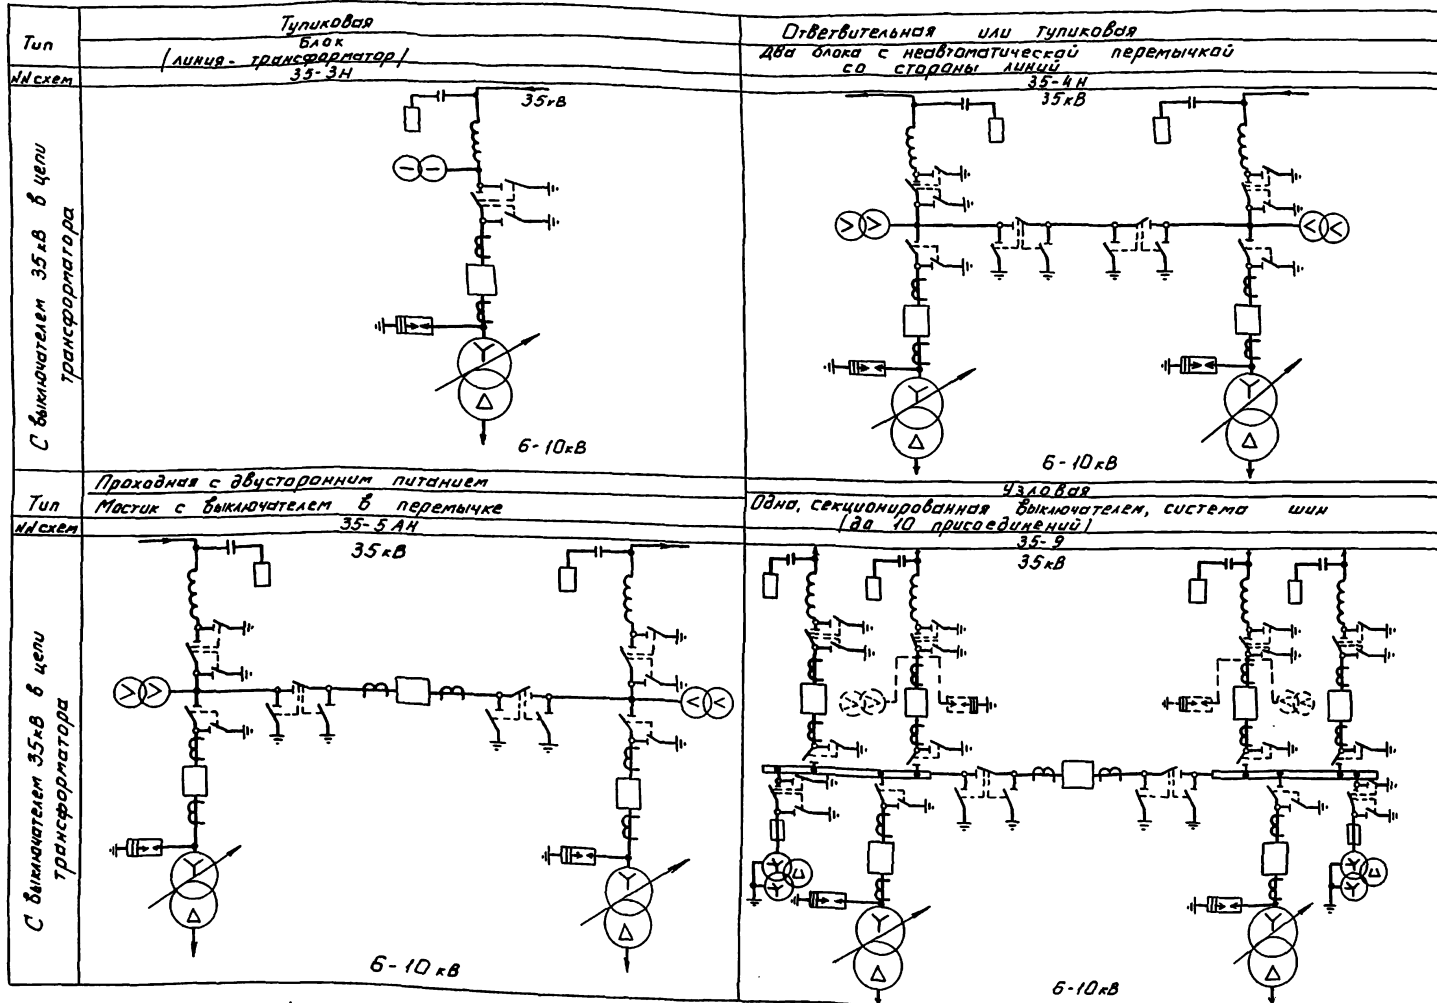 Тип
Тупиковая
Блок
/линия - трансформатор/
NN схем
35-3Н
35кВ
С выключателем 35кВ в цепи
трансформатора
6-10кВ
Ответвительная или тупиковая
Два блока с неавтоматической перемычкой
со стороны линий
35-4Н
35кВ
6-10кВ
Тип
Проходная с двусторонним питанием
Мостик с выключателем в перемычке
NN схем
35-5АН
35кВ
С выключателем 35кВ в цепи
трансформатора
6-10кВ
Узловая
Одна, секционированная выключателем, система шин
/до 10 присоединений/
35-9
35кВ
6-10кВ